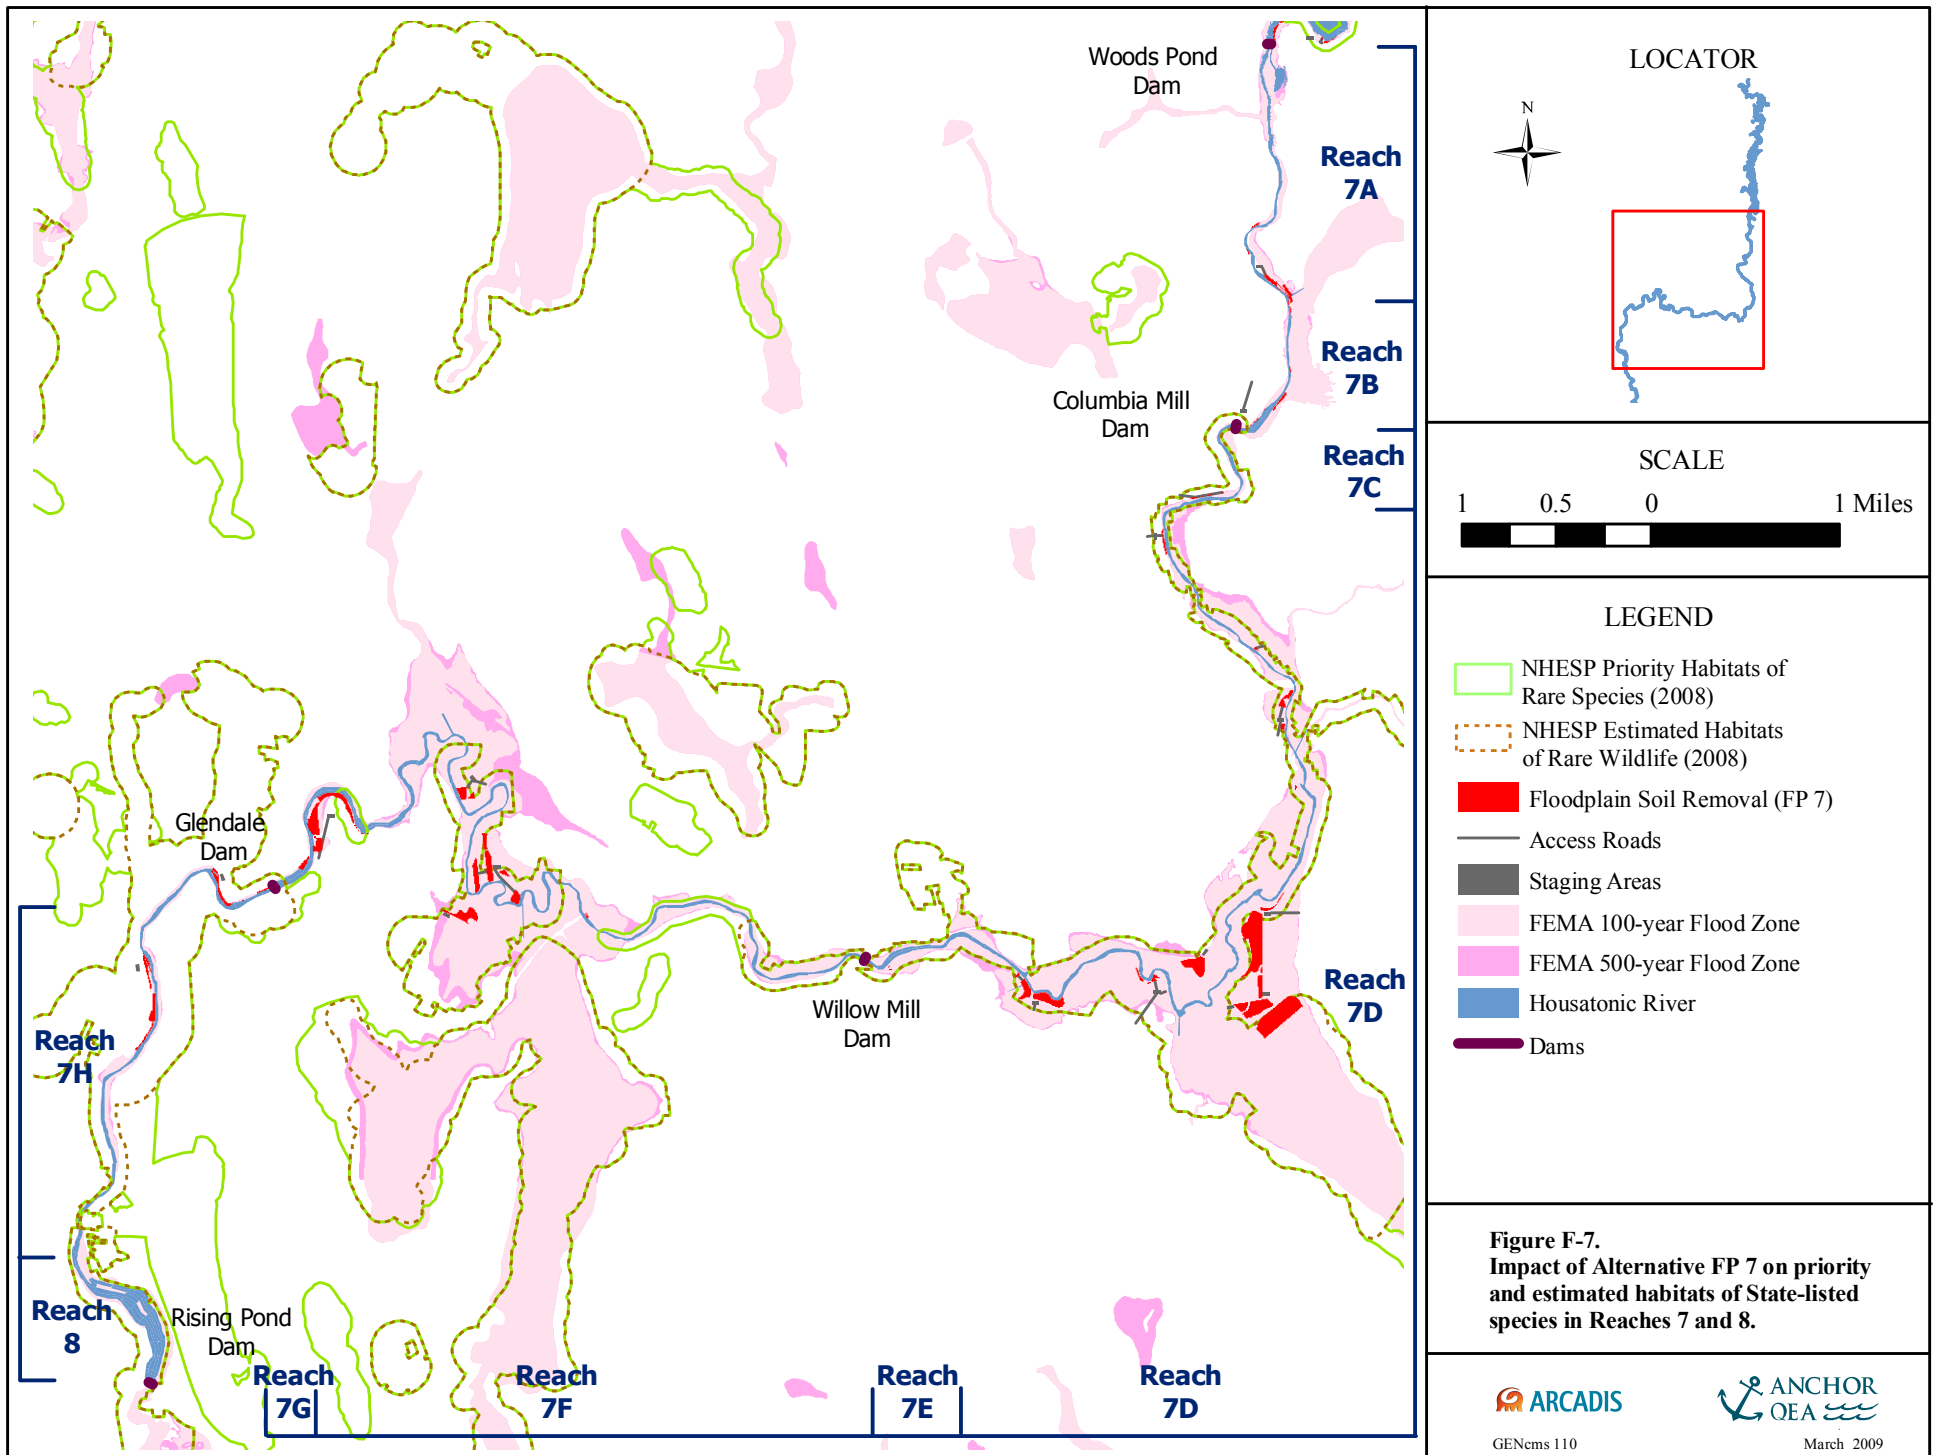 Woods Pond
Dam
Reach
7A
Reach
7B
Columbia Mill
Dam
Reach
7C
Glendale
Dam
Willow Mill
Dam
Reach
7D
Reach
7H
Reach
8
Rising Pond
Dam
Reach
7G
Reach
7F
Reach
7E
Reach
7D
LOCATOR
N
SCALE
1 0.5 0 1 Miles
LEGEND
NHESP Priority Habitats of
Rare Species (2008)
NHESP Estimated Habitats
of Rare Wildlife (2008)
Floodplain Soil Removal (FP 7)
Access Roads
Staging Areas
FEMA 100-year Flood Zone
FEMA 500-year Flood Zone
Housatonic River
Dams
Figure F-7.
Impact of Alternative FP 7 on priority
and estimated habitats of State-listed
species in Reaches 7 and 8.
ARCADIS
ANCHOR
QEA
GENcms 110
March 2009